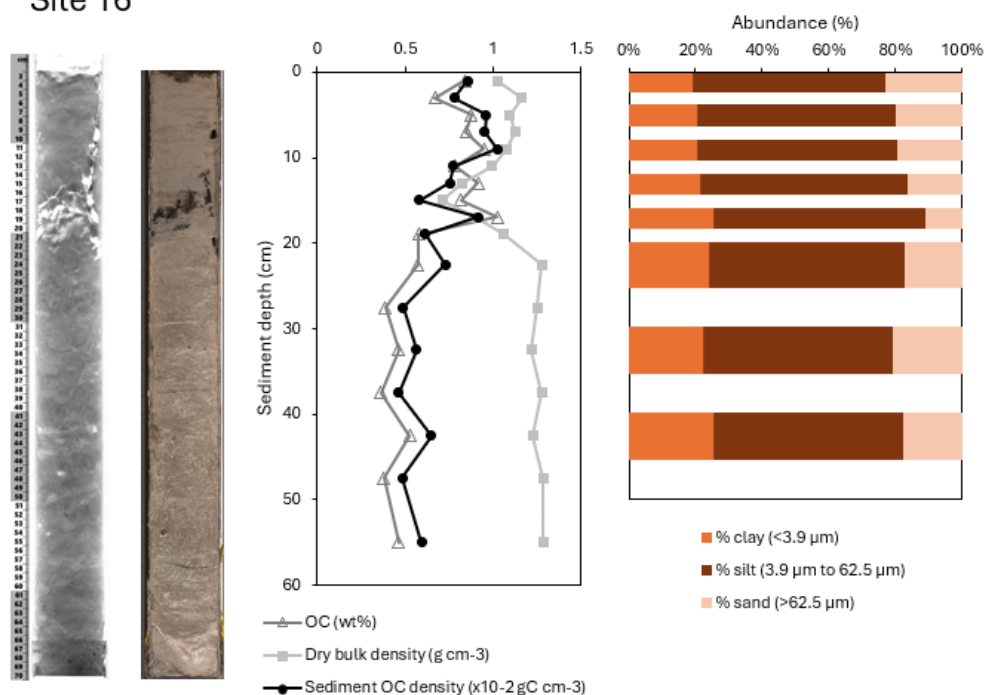 Site 16
Abundance (%)
0 0.5 1 1.5
0% 20% 40% 60% 80% 100%
0
10
20
30
40
50
60
Sediment depth (cm)
% clay (<3.9 µm)
% silt (3.9 µm to 62.5 µm)
% sand (>62.5 µm)
OC (wt%)
Dry bulk density (g cm-3)
Sediment OC density (x10-2 gC cm-3)